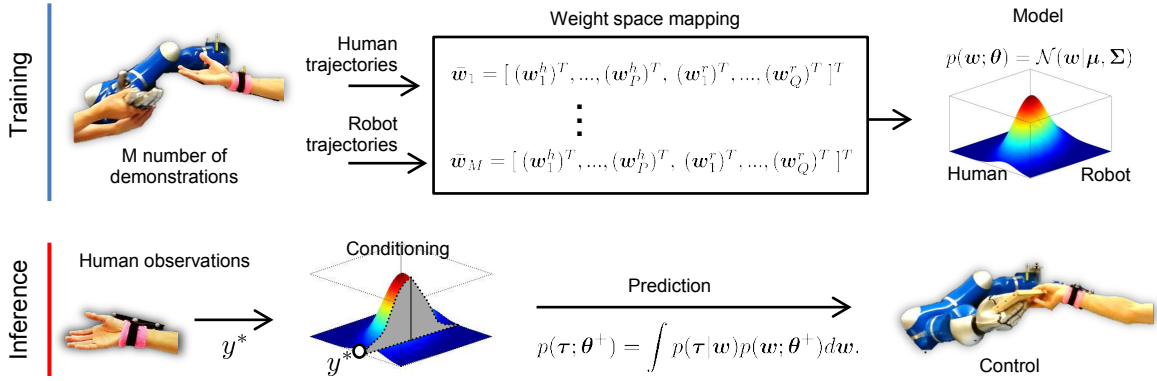 Training
M number of
demonstrations
Human
trajectories
Robot
trajectories
Weight space mapping
w̄₁ = [ (w₁ʰ)ᵀ, ..., (w_Pʰ)ᵀ, (w₁ʳ)ᵀ, ..., (w_Qʳ)ᵀ ]ᵀ
⋮
w̄_M = [ (w₁ʰ)ᵀ, ..., (w_Pʰ)ᵀ, (w₁ʳ)ᵀ, ..., (w_Qʳ)ᵀ ]ᵀ
Model
p(w; θ) = 𝒩(w|μ, Σ)
Human
Robot
Inference
Human observations
y*
Conditioning
y*
Prediction
p(τ; θ⁺) = ∫ p(τ|w)p(w; θ⁺)dw.
Control